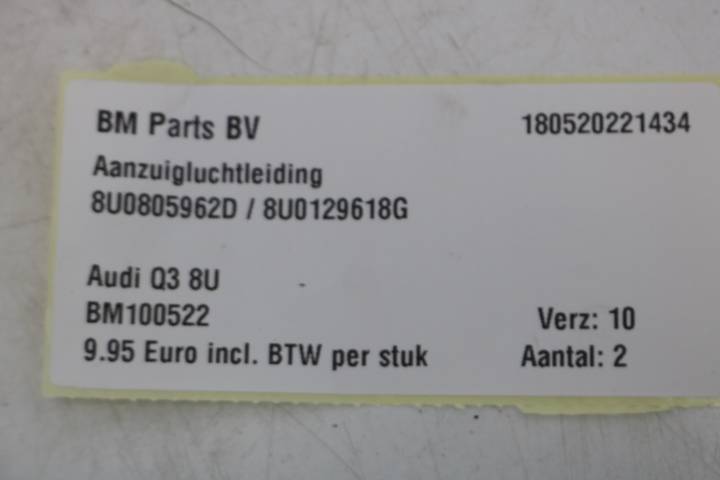 BM Parts BV 180520221434
Aanzuigluchtleiding
8U0805962D / 8U0129618G
Audi Q3 8U
BM100522 Verz: 10
9.95 Euro incl. BTW per stuk Aantal: 2